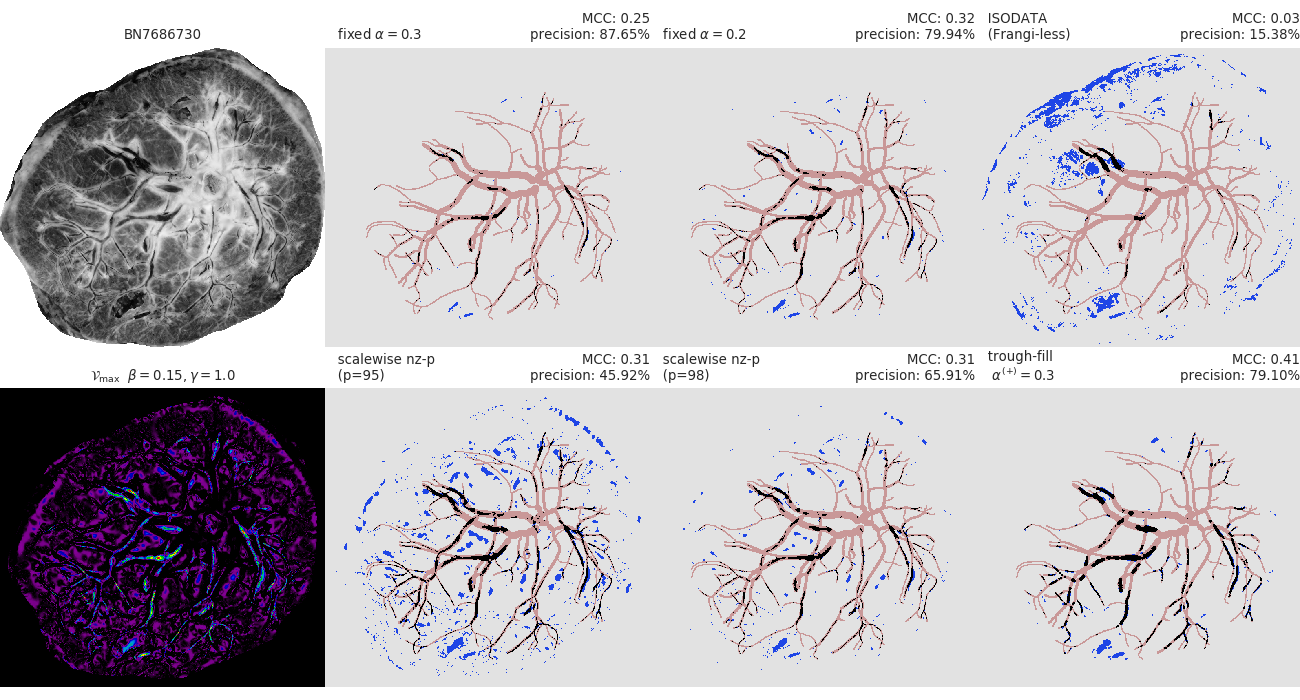 BN7686730
fixed α = 0.3
MCC: 0.25
precision: 87.65%
fixed α = 0.2
MCC: 0.32
precision: 79.94%
ISODATA
(Frangi-less)
MCC: 0.03
precision: 15.38%
𝒱max β = 0.15, γ = 1.0
scalewise nz-p
(p=95)
MCC: 0.31
precision: 45.92%
scalewise nz-p
(p=98)
MCC: 0.31
precision: 65.91%
trough-fill
α(+) = 0.3
MCC: 0.41
precision: 79.10%